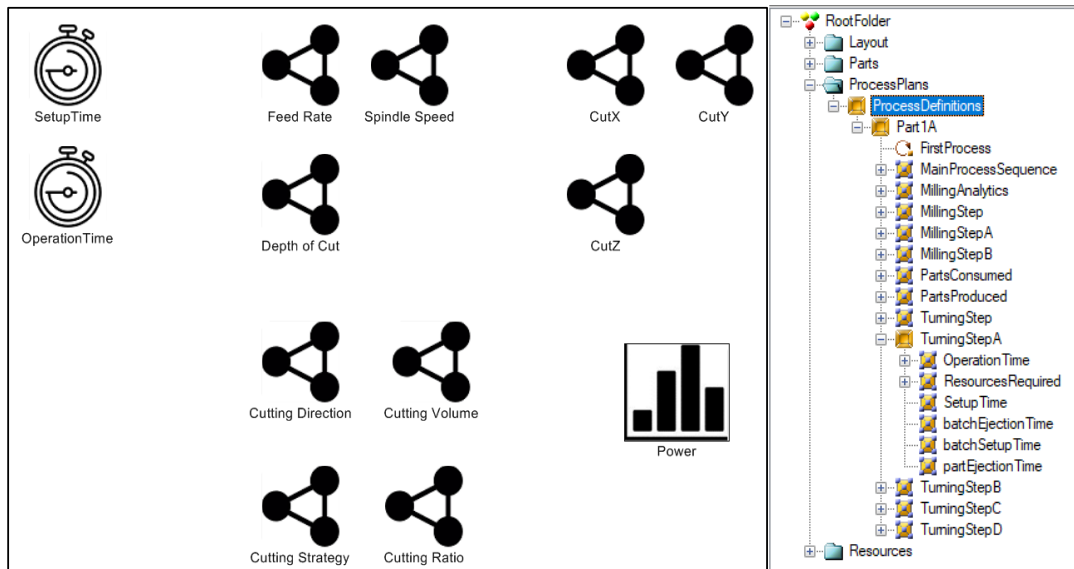 SetupTime
Feed Rate
Spindle Speed
CutX
CutY
OperationTime
Depth of Cut
CutZ
Cutting Direction
Cutting Volume
Power
Cutting Strategy
Cutting Ratio
RootFolder
Layout
Parts
ProcessPlans
ProcessDefinitions
Part1A
FirstProcess
MainProcessSequence
MillingAnalytics
MillingStep
MillingStepA
MillingStepB
PartsConsumed
PartsProduced
TurningStep
TurningStepA
OperationTime
ResourcesRequired
SetupTime
batchEjectionTime
batchSetupTime
partEjectionTime
TurningStepB
TurningStepC
TurningStepD
Resources